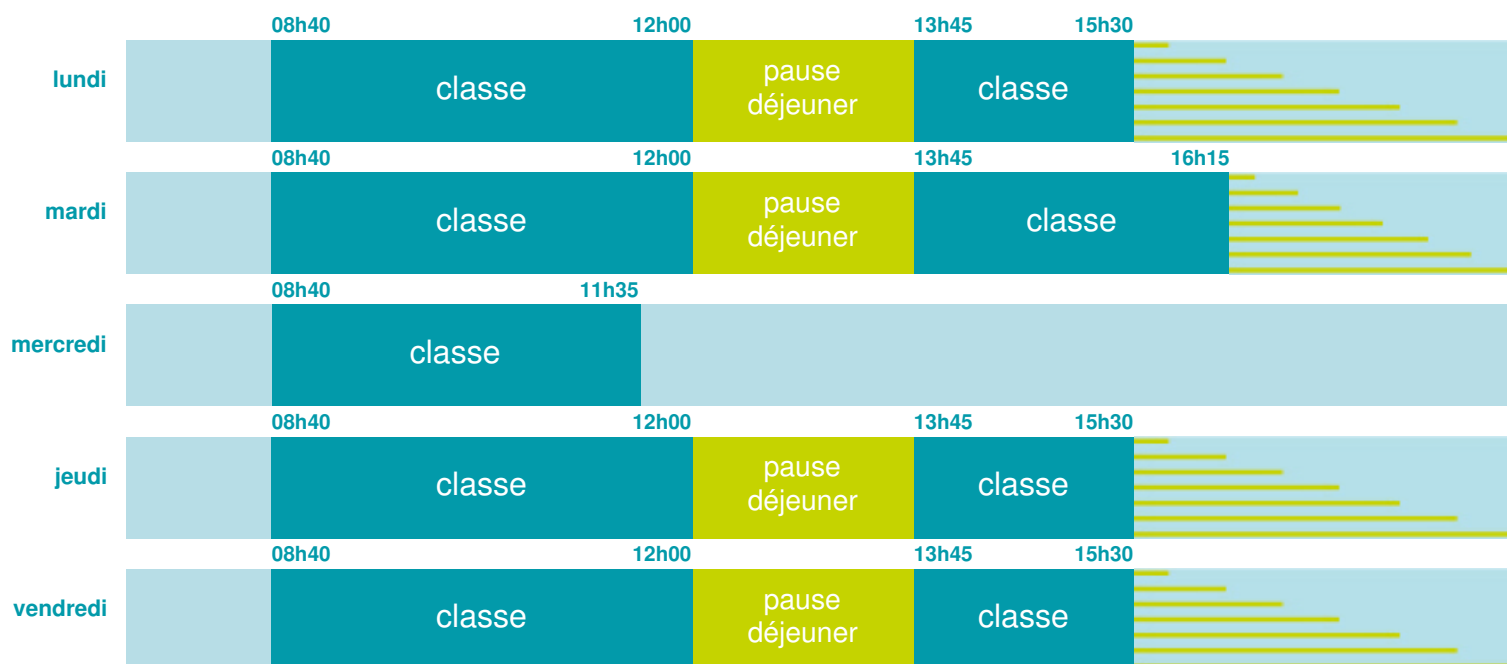 08h40 12h00 13h45 15h30
lundi classe pause déjeuner classe
08h40 12h00 13h45 16h15
mardi classe pause déjeuner classe
08h40 11h35
mercredi classe
08h40 12h00 13h45 15h30
jeudi classe pause déjeuner classe
08h40 12h00 13h45 15h30
vendredi classe pause déjeuner classe